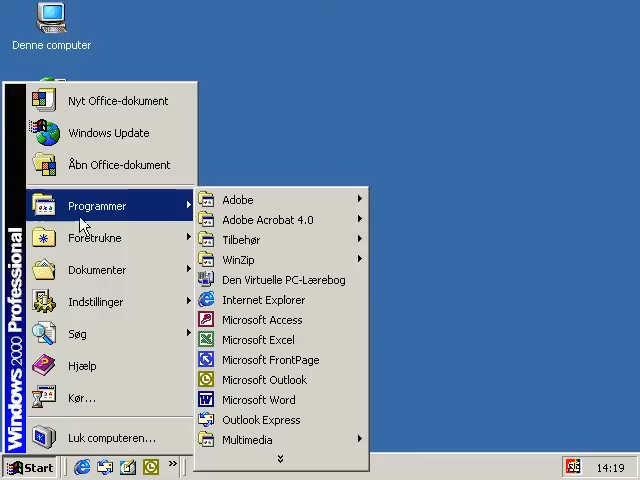 Denne computer
Nyt Office-dokument
Windows Update
Åbn Office-dokument
Programmer
Foretrukne
Dokumenter
Indstillinger
Søg
Hjælp
Kør...
Luk computeren...
Windows 2000 Professional
Adobe
Adobe Acrobat 4.0
Tilbehør
WinZip
Den Virtuelle PC-Lærebog
Internet Explorer
Microsoft Access
Microsoft Excel
Microsoft FrontPage
Microsoft Outlook
Microsoft Word
Outlook Express
Multimedia
Start
14:19